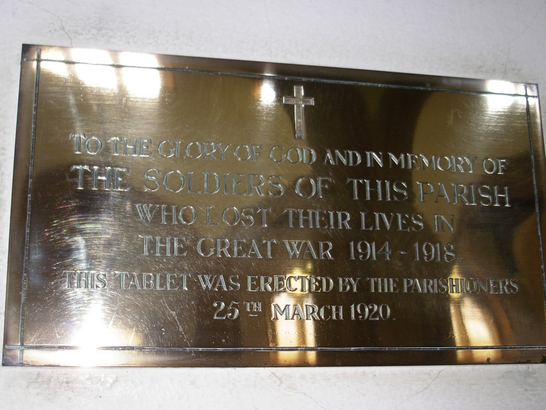 TO THE GLORY OF GOD AND IN MEMORY OF
THE SOLDIERS OF THIS PARISH
WHO LOST THEIR LIVES IN
THE GREAT WAR 1914 - 1918
THIS TABLET WAS ERECTED BY THE PARISHIONERS
25TH MARCH 1920.